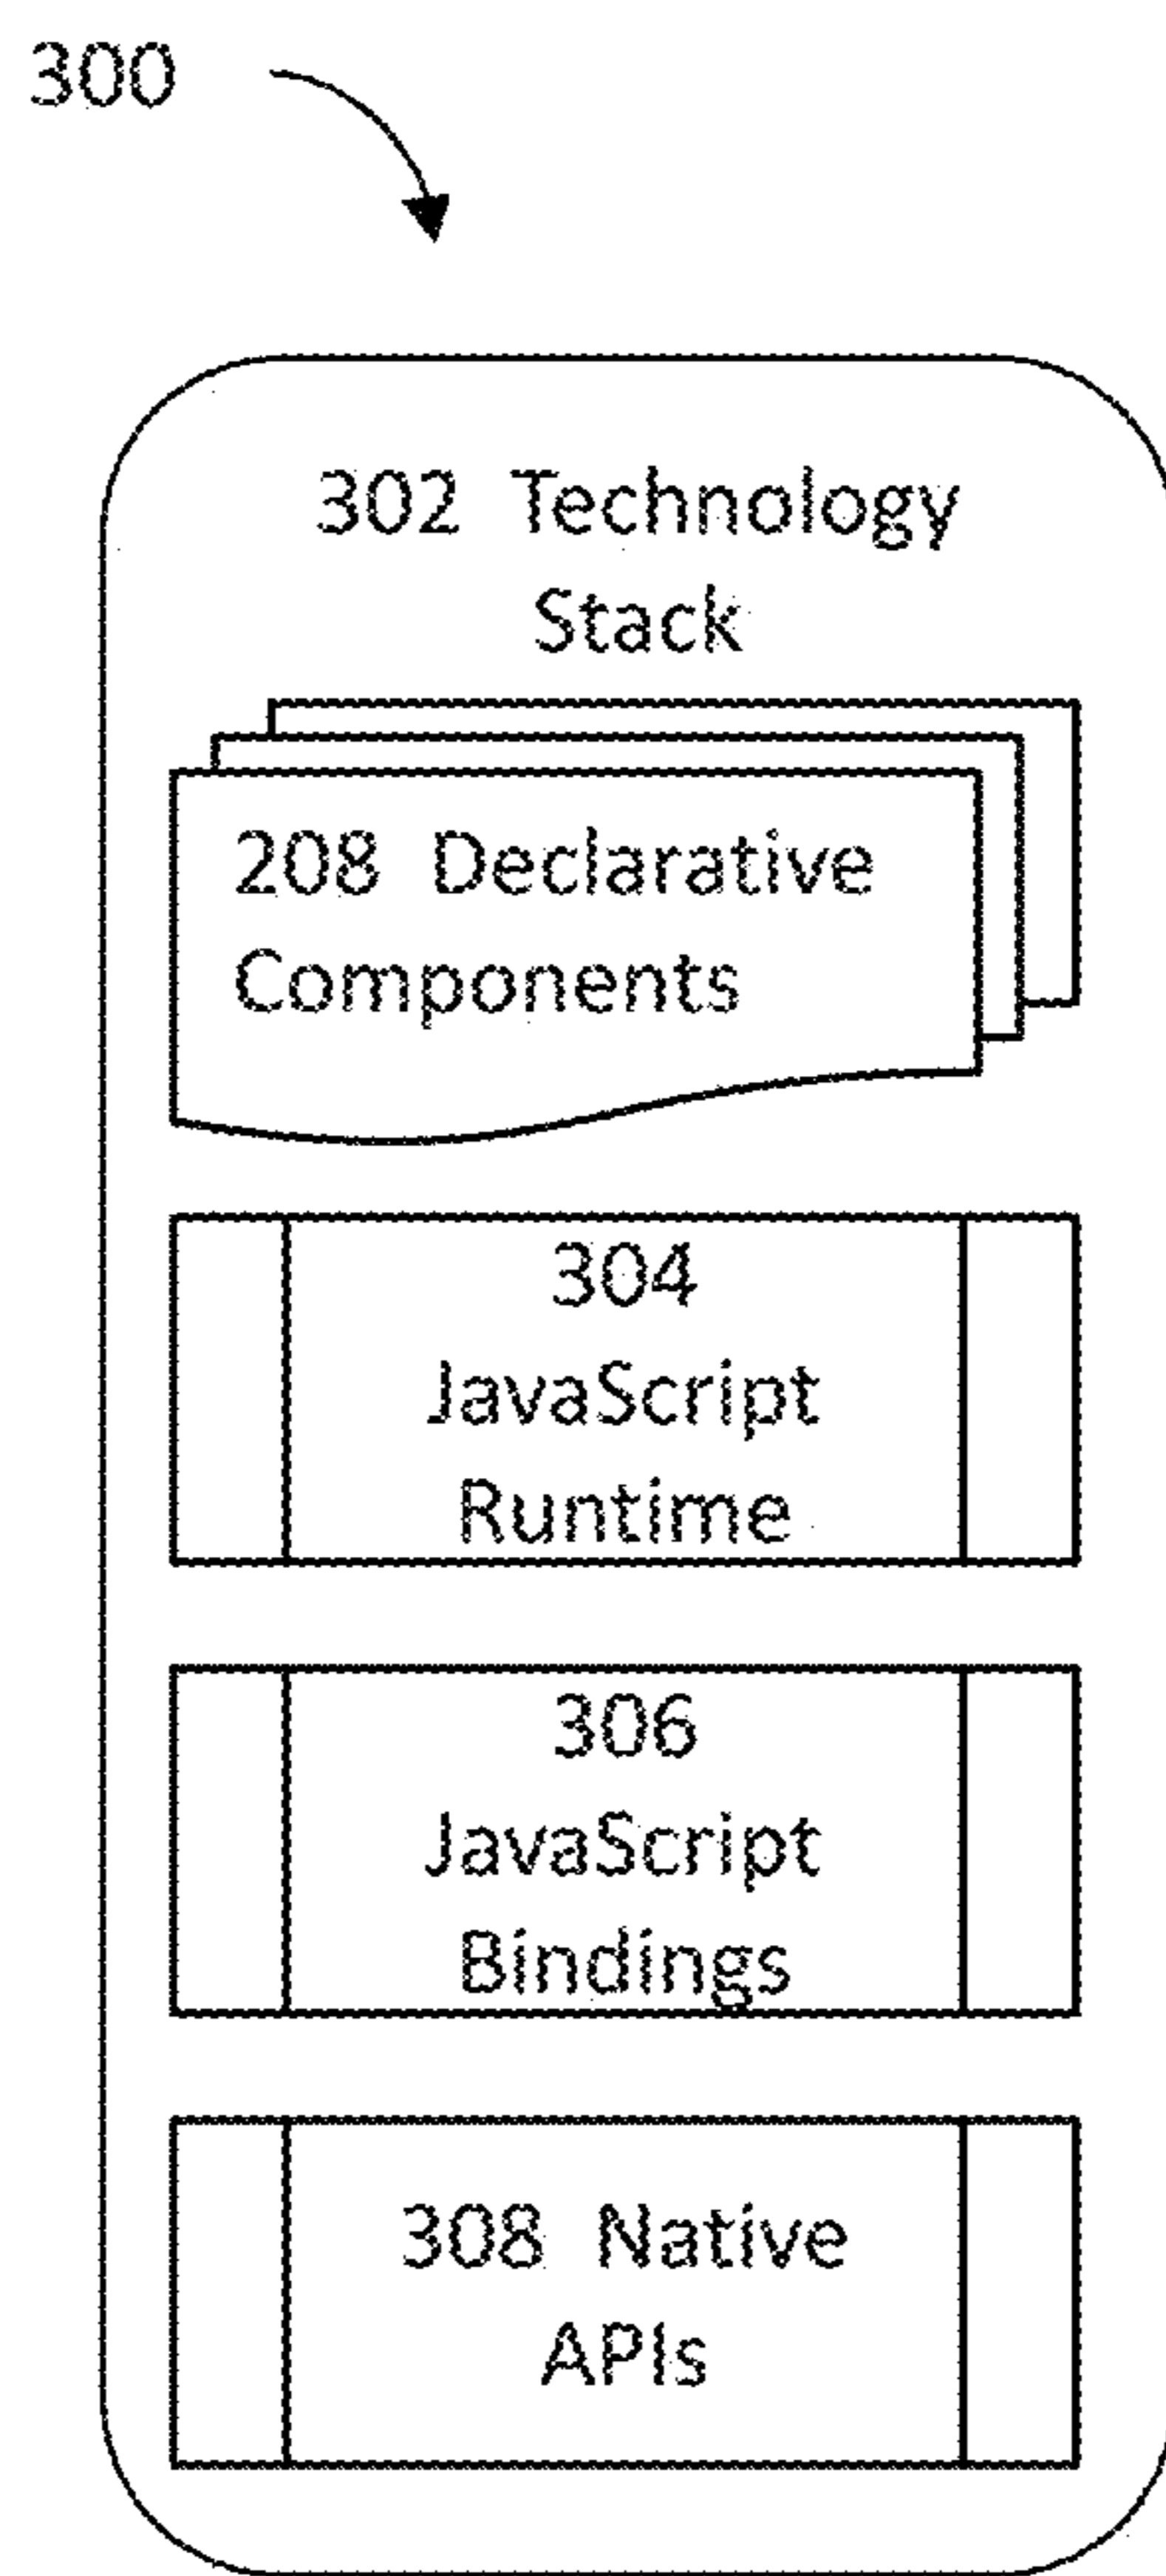 300
302 Technology
Stack
208 Declarative
Components
304
JavaScript
Runtime
306
JavaScript
Bindings
308 Native
APIs